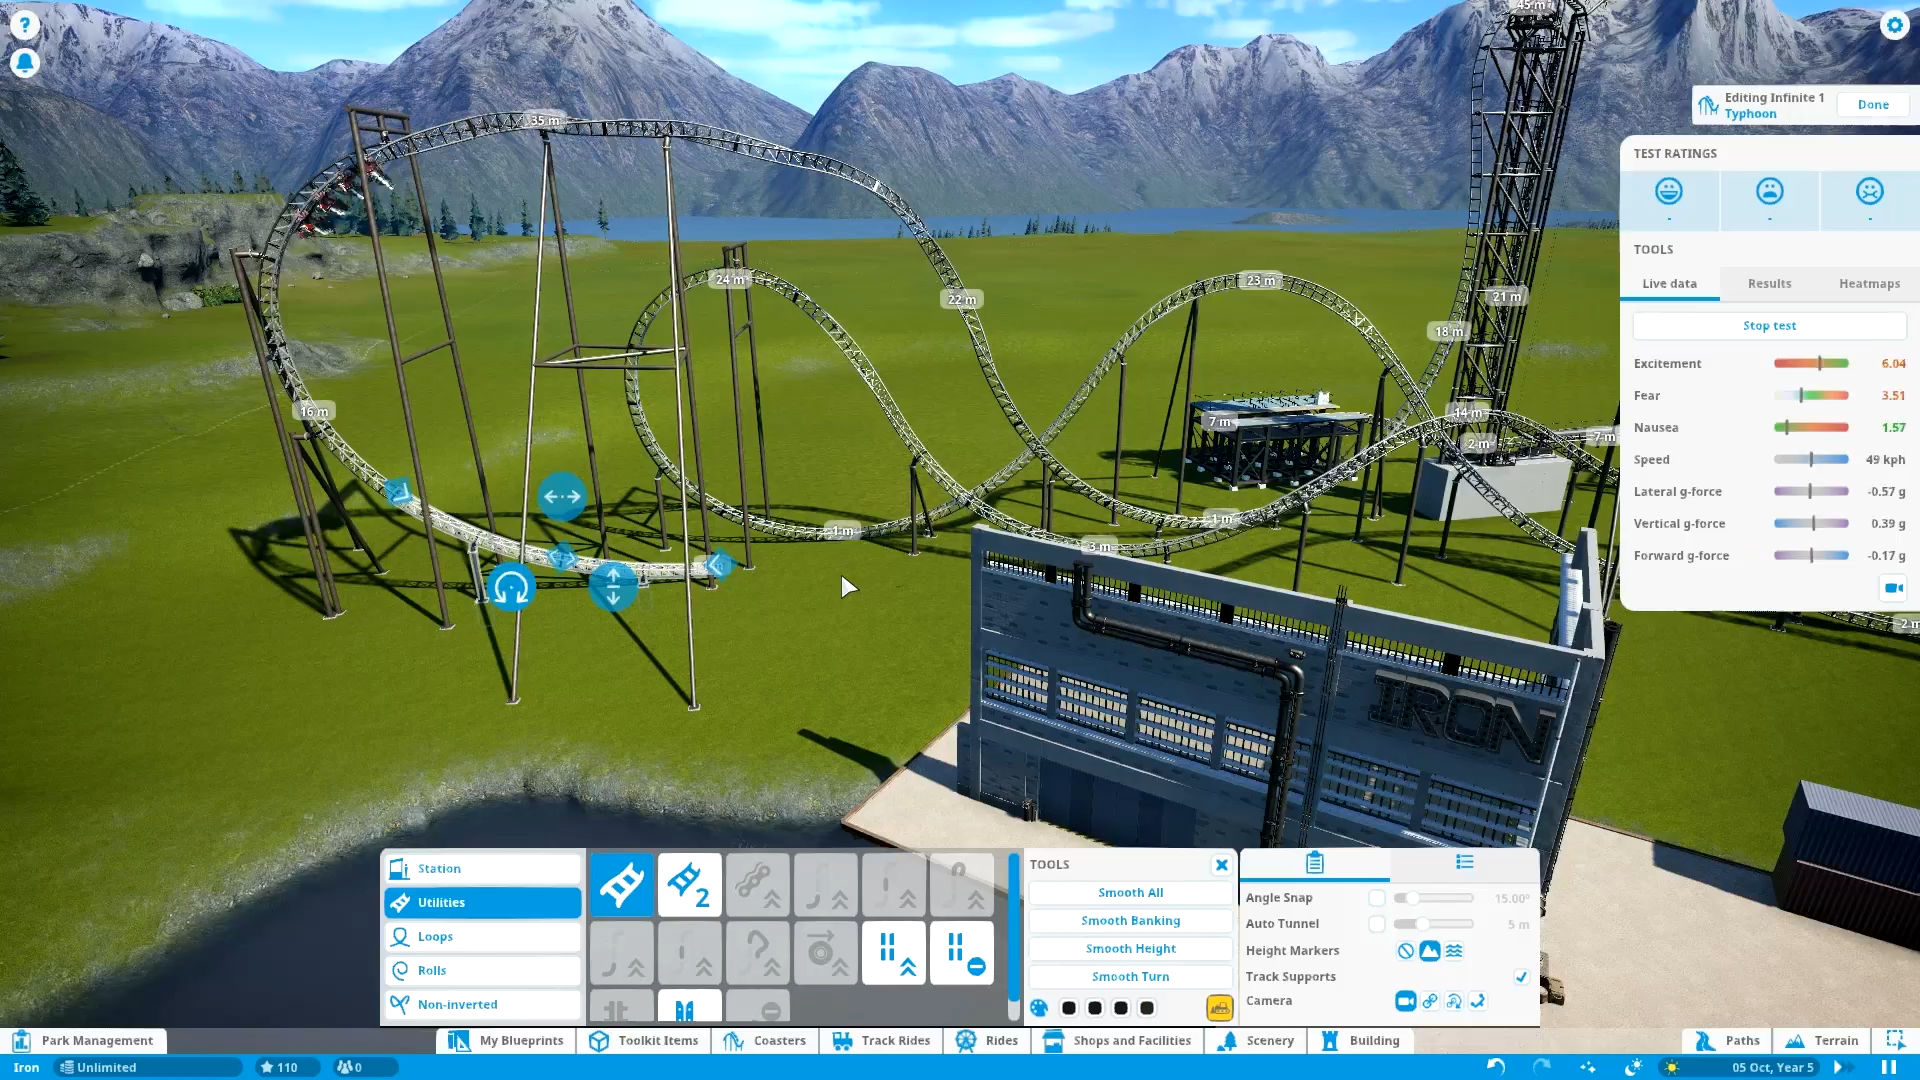 ?
45 m
35 m
24 m
22 m
23 m
21 m
18 m
16 m
14 m
7 m
2 m
7 m
1 m
1 m
3 m
2 m
IRON
Editing Infinite 1
Typhoon
Done
TEST RATINGS
- - -
TOOLS
Live data Results Heatmaps
Stop test
Excitement 6.04
Fear 3.51
Nausea 1.57
Speed 49 kph
Lateral g-force -0.57 g
Vertical g-force 0.39 g
Forward g-force -0.17 g
Station
Utilities
Loops
Rolls
Non-inverted
2
TOOLS
Smooth All
Smooth Banking
Smooth Height
Smooth Turn
Angle Snap 15.00°
Auto Tunnel 5 m
Height Markers
Track Supports
Camera
Park Management
My Blueprints
Toolkit Items
Coasters
Track Rides
Rides
Shops and Facilities
Scenery
Building
Paths
Terrain
Iron
Unlimited
110
0
05 Oct, Year 5